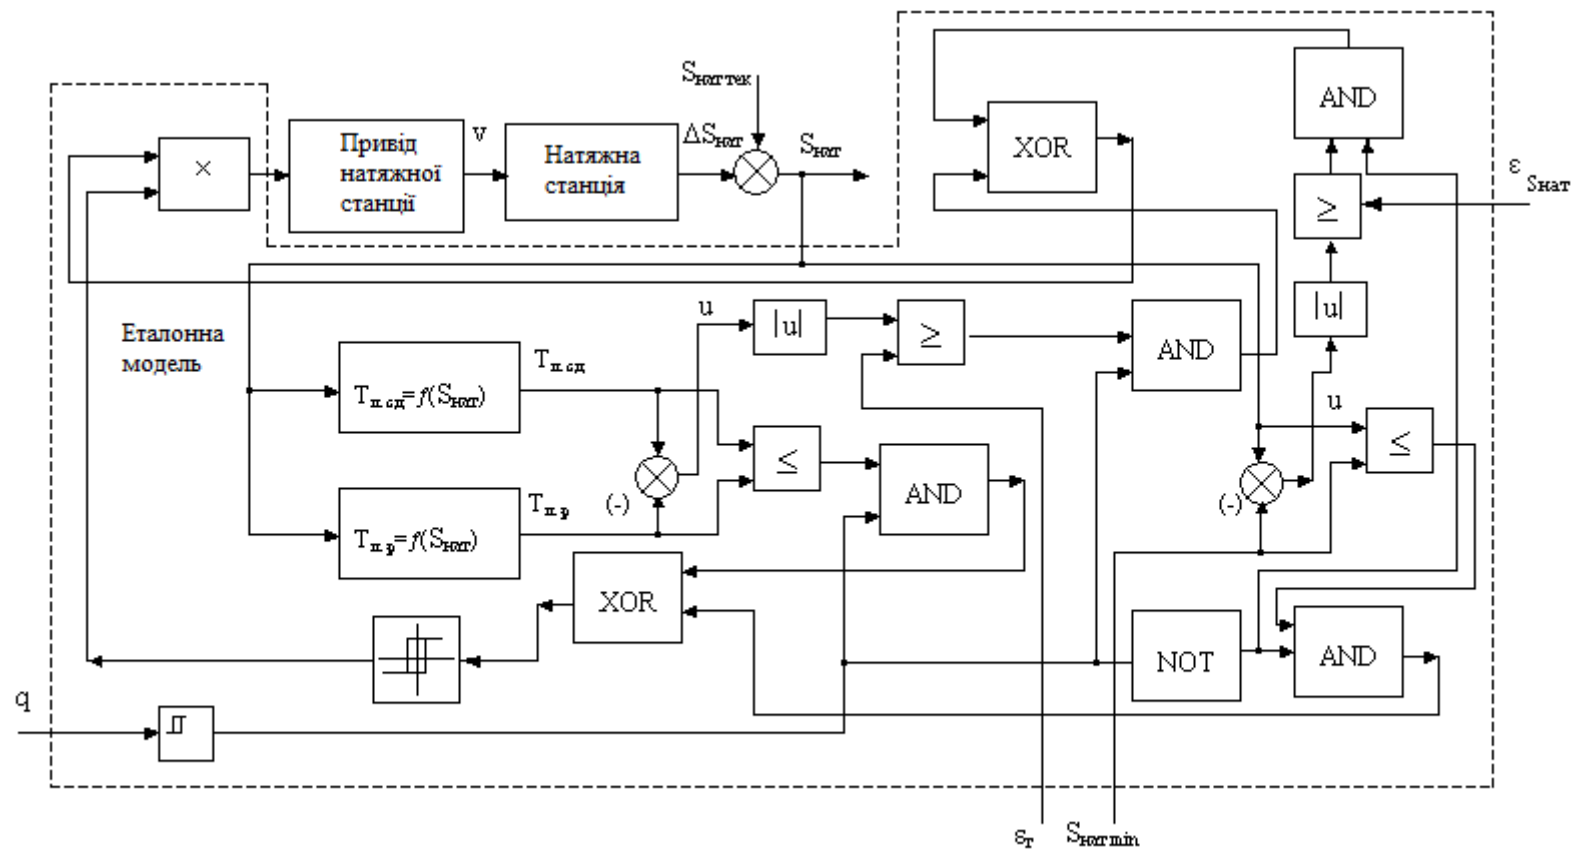 Sнат тек
×
Привід
натяжної
станції
v
Натяжна
станція
ΔSнат
Sнат
XOR
AND
≥
ε Sнат
|u|
Еталонна
модель
Tп.сд=f(Sнат)
Tп.сд
u
|u|
≥
AND
u
≤
(-)
Tп.р=f(Sнат)
Tп.р
(-)
≤
AND
XOR
NOT
AND
q
εT
Sнат min